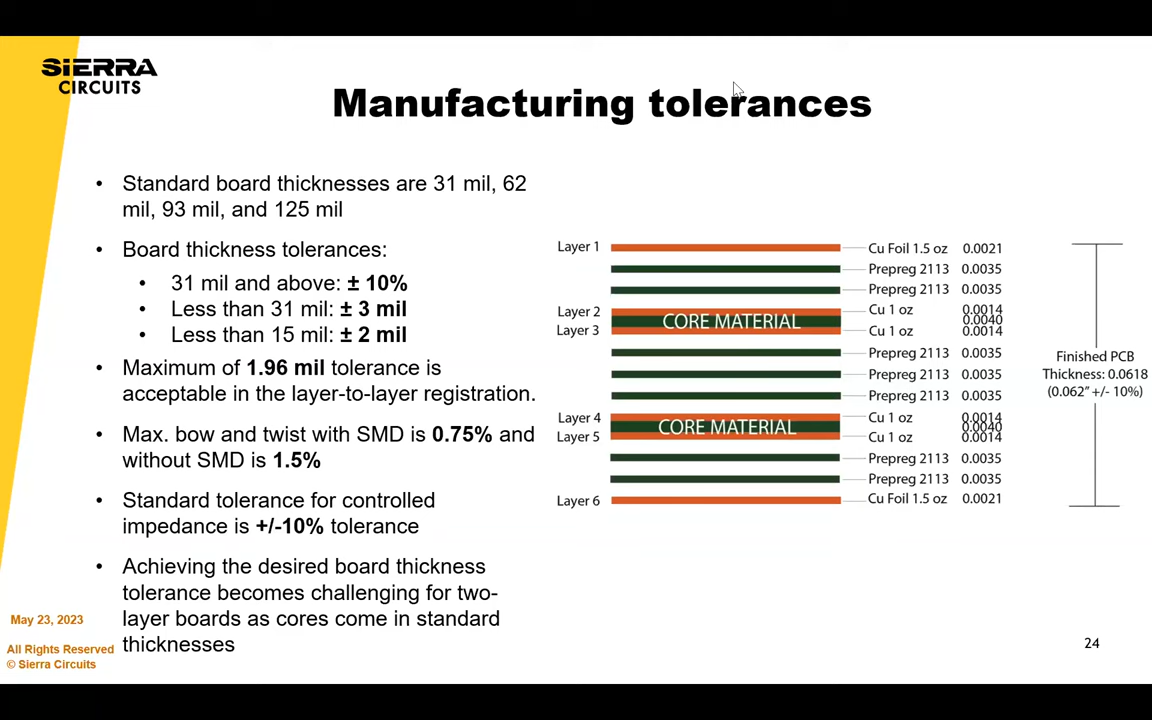 SIERRA
CIRCUITS
Manufacturing tolerances
• Standard board thicknesses are 31 mil, 62
mil, 93 mil, and 125 mil
• Board thickness tolerances:
• 31 mil and above: ± 10%
• Less than 31 mil: ± 3 mil
• Less than 15 mil: ± 2 mil
• Maximum of 1.96 mil tolerance is
acceptable in the layer-to-layer registration.
• Max. bow and twist with SMD is 0.75% and
without SMD is 1.5%
• Standard tolerance for controlled
impedance is +/-10% tolerance
• Achieving the desired board thickness
tolerance becomes challenging for two-
layer boards as cores come in standard
thicknesses
Layer 1 Cu Foil 1.5 oz 0.0021
Prepreg 2113 0.0035
Prepreg 2113 0.0035
Layer 2 Cu 1 oz 0.0014
CORE MATERIAL 0.0040
Layer 3 Cu 1 oz 0.0014
Prepreg 2113 0.0035
Prepreg 2113 0.0035
Prepreg 2113 0.0035
Layer 4 Cu 1 oz 0.0014
CORE MATERIAL 0.0040
Layer 5 Cu 1 oz 0.0014
Prepreg 2113 0.0035
Prepreg 2113 0.0035
Layer 6 Cu Foil 1.5 oz 0.0021
Finished PCB
Thickness: 0.0618
(0.062" +/- 10%)
May 23, 2023
All Rights Reserved
© Sierra Circuits
24